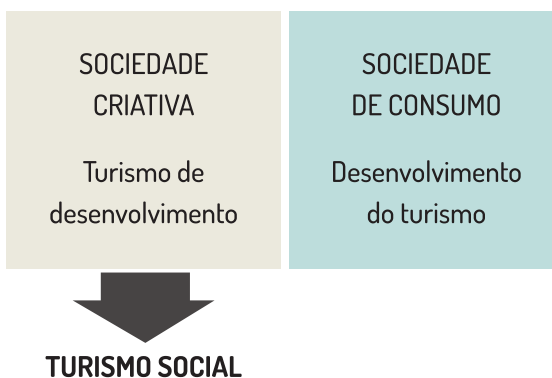 SOCIEDADE
CRIATIVA
Turismo de
desenvolvimento
SOCIEDADE
DE CONSUMO
Desenvolvimento
do turismo
TURISMO SOCIAL